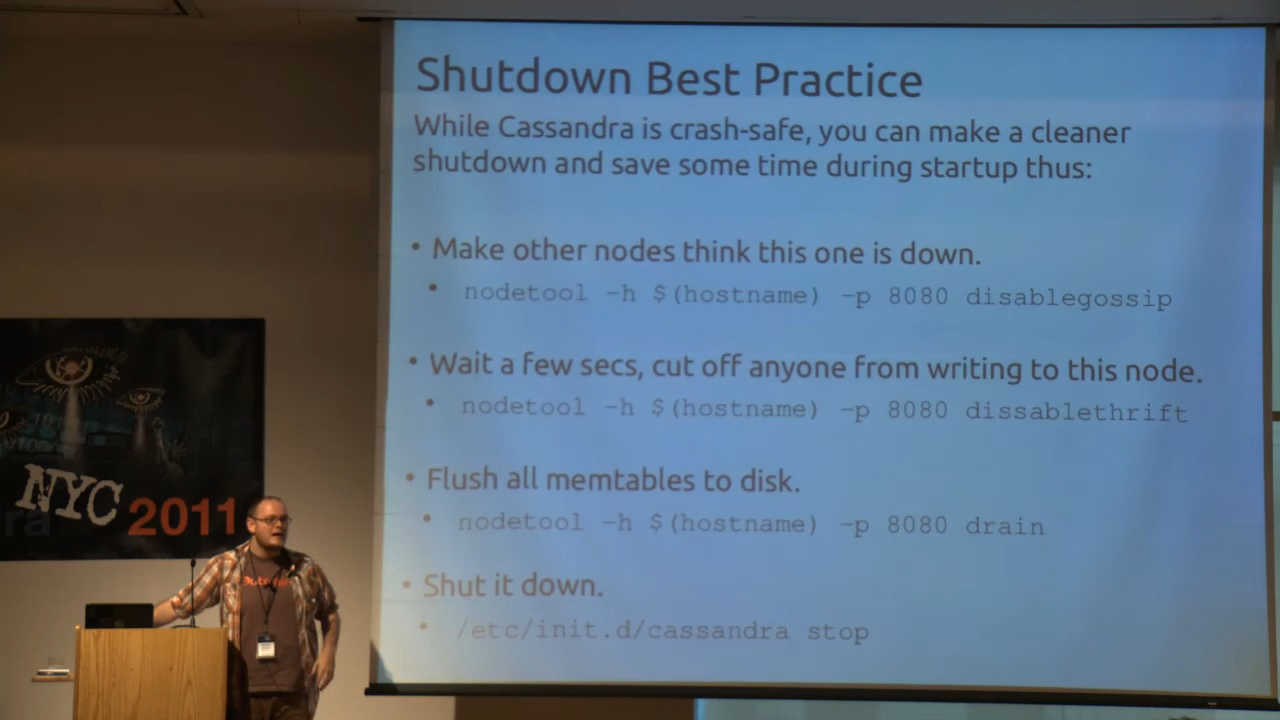 Shutdown Best Practice
While Cassandra is crash-safe, you can make a cleaner
shutdown and save some time during startup thus:
• Make other nodes think this one is down.
• nodetool -h $(hostname) -p 8080 disablegossip
• Wait a few secs, cut off anyone from writing to this node.
• nodetool -h $(hostname) -p 8080 dissablethrift
• Flush all memtables to disk.
• nodetool -h $(hostname) -p 8080 drain
• Shut it down.
• /etc/init.d/cassandra stop
NYC 2011